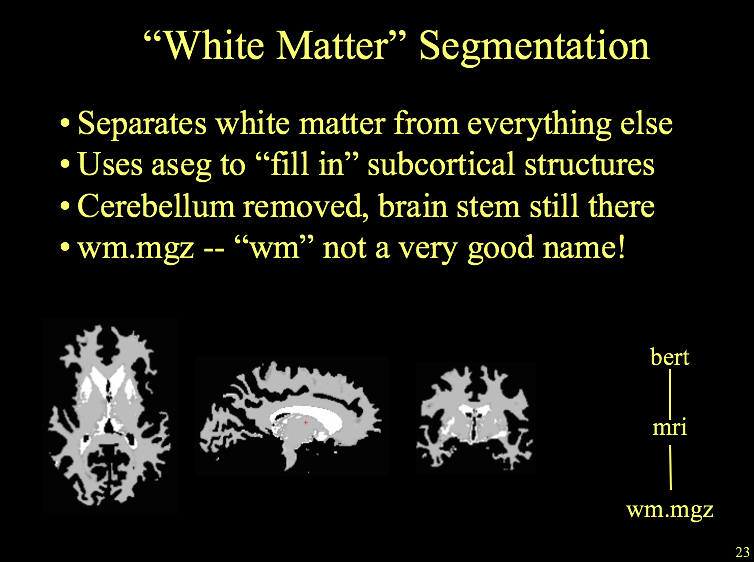 “White Matter” Segmentation
• Separates white matter from everything else
• Uses aseg to “fill in” subcortical structures
• Cerebellum removed, brain stem still there
• wm.mgz -- “wm” not a very good name!
bert
mri
wm.mgz
23